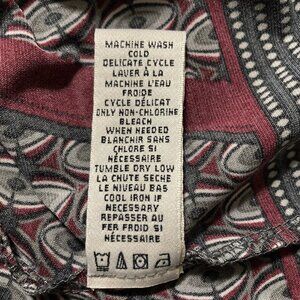 MACHINE WASH
COLD
DELICATE CYCLE
LAVER À LA
MACHINE L'EAU
FROIDE
CYCLE DÉLICAT
ONLY NON-CHLORINE
BLEACH
WHEN NEEDED
BLANCHIR SANS
CHLORE SI
NÉCESSAIRE
TUMBLE DRY LOW
LA CHUTE SECHE
LE NIVEAU BAS
COOL IRON IF
NECESSARY
REPASSER AU
FER FROID SI
NÉCESSAIRE